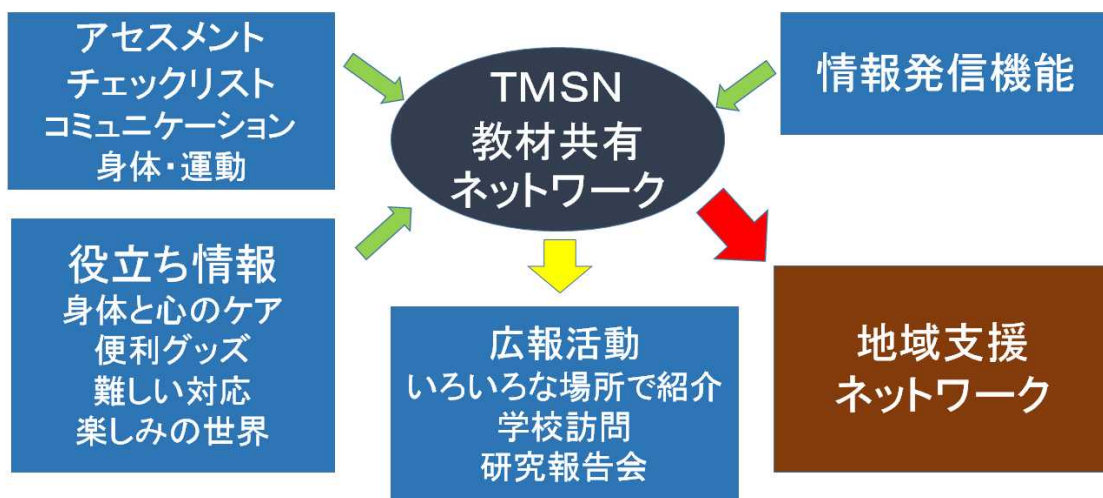 アセスメント
チェックリスト
コミュニケーション
身体・運動
TMSN
教材共有
ネットワーク
情報発信機能
役立ち情報
身体と心のケア
便利グッズ
難しい対応
楽しみの世界
広報活動
いろいろな場所で紹介
学校訪問
研究報告会
地域支援
ネットワーク